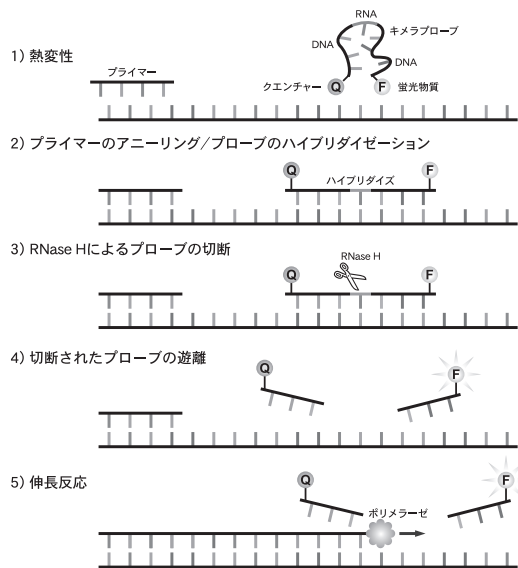 1) 熱変性
RNA
DNA
キメラプローブ
DNA
プライマー
クエンチャー
Q
F
蛍光物質
2) プライマーのアニーリング/プローブのハイブリダイゼーション
Q
ハイブリダイズ
F
3) RNase Hによるプローブの切断
RNase H
Q
F
4) 切断されたプローブの遊離
Q
F
5) 伸長反応
Q
ポリメラーゼ
F